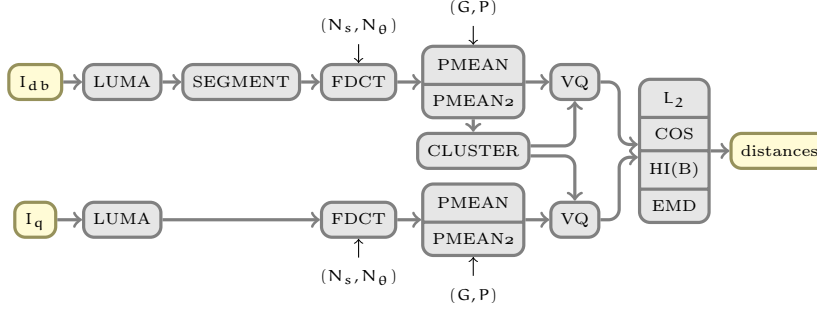 (G,P)
(N_s,N_θ)
I_db
LUMA
SEGMENT
FDCT
PMEAN
PMEAN2
VQ
CLUSTER
L_2
COS
HI(B)
EMD
distances
I_q
LUMA
FDCT
PMEAN
PMEAN2
VQ
(N_s,N_θ)
(G,P)